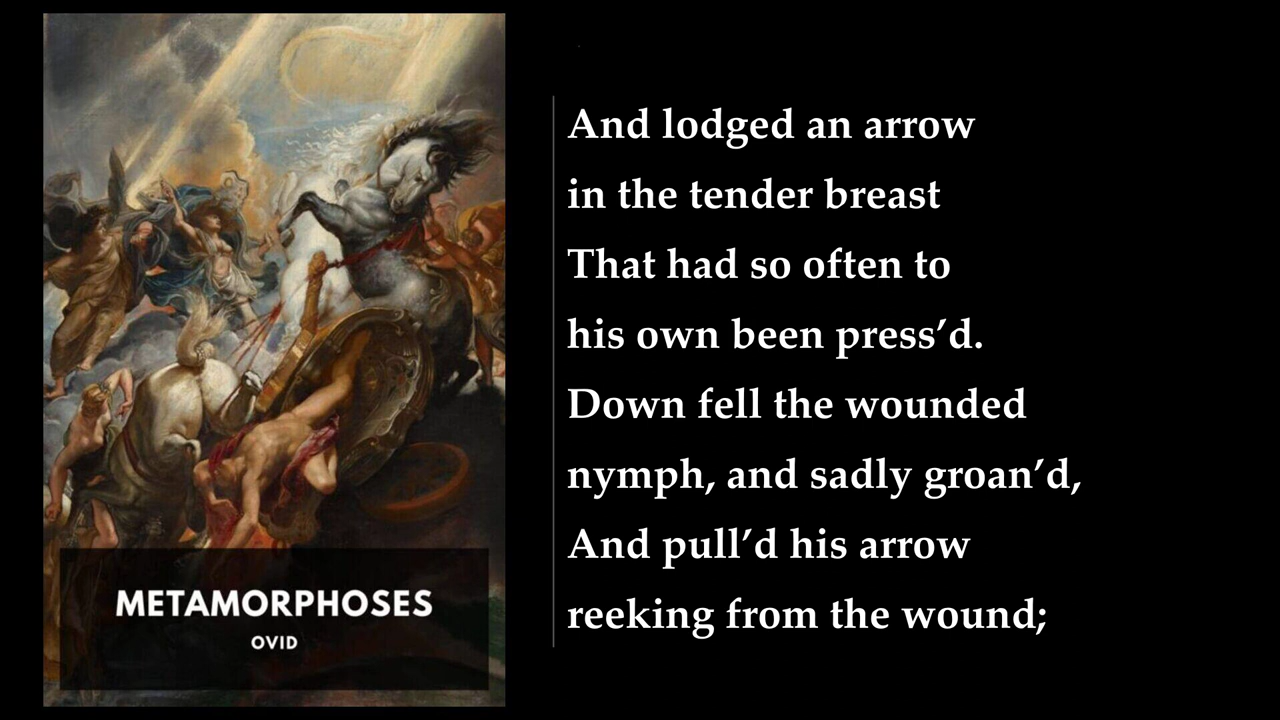 METAMORPHOSES
OVID
And lodged an arrow
in the tender breast
That had so often to
his own been press’d.
Down fell the wounded
nymph, and sadly groan’d,
And pull’d his arrow
reeking from the wound;